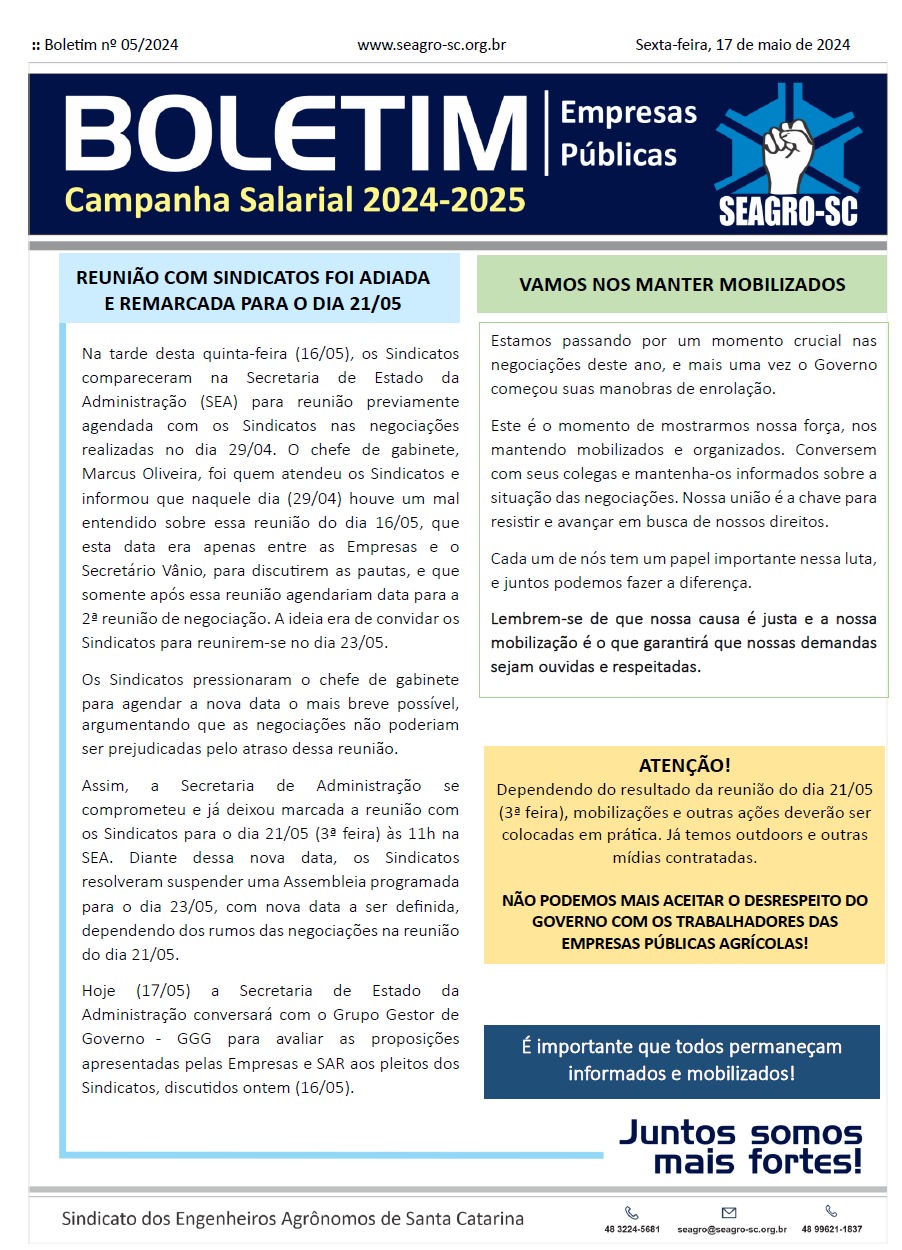 :: Boletim nº 05/2024
www.seagro-sc.org.br
Sexta-feira, 17 de maio de 2024
BOLETIM
Empresas
Públicas
Campanha Salarial 2024-2025
SEAGRO-SC
REUNIÃO COM SINDICATOS FOI ADIADA
E REMARCADA PARA O DIA 21/05
Na tarde desta quinta-feira (16/05), os Sindicatos
compareceram na Secretaria de Estado da
Administração (SEA) para reunião previamente
agendada com os Sindicatos nas negociações
realizadas no dia 29/04. O chefe de gabinete,
Marcus Oliveira, foi quem atendeu os Sindicatos e
informou que naquele dia (29/04) houve um mal
entendido sobre essa reunião do dia 16/05, que
esta data era apenas entre as Empresas e o
Secretário Vânio, para discutirem as pautas, e que
somente após essa reunião agendariam data para a
2ª reunião de negociação. A ideia era de convidar os
Sindicatos para reunirem-se no dia 23/05.
Os Sindicatos pressionaram o chefe de gabinete
para agendar a nova data o mais breve possível,
argumentando que as negociações não poderiam
ser prejudicadas pelo atraso dessa reunião.
Assim, a Secretaria de Administração se
comprometeu e já deixou marcada a reunião com
os Sindicatos para o dia 21/05 (3ª feira) às 11h na
SEA. Diante dessa nova data, os Sindicatos
resolveram suspender uma Assembleia programada
para o dia 23/05, com nova data a ser definida,
dependendo dos rumos das negociações na reunião
do dia 21/05.
Hoje (17/05) a Secretaria de Estado da
Administração conversará com o Grupo Gestor de
Governo - GGG para avaliar as proposições
apresentadas pelas Empresas e SAR aos pleitos dos
Sindicatos, discutidos ontem (16/05).
VAMOS NOS MANTER MOBILIZADOS
Estamos passando por um momento crucial nas
negociações deste ano, e mais uma vez o Governo
começou suas manobras de enrolação.
Este é o momento de mostrarmos nossa força, nos
mantendo mobilizados e organizados. Conversem
com seus colegas e mantenha-os informados sobre a
situação das negociações. Nossa união é a chave para
resistir e avançar em busca de nossos direitos.
Cada um de nós tem um papel importante nessa luta,
e juntos podemos fazer a diferença.
Lembrem-se de que nossa causa é justa e a nossa
mobilização é o que garantirá que nossas demandas
sejam ouvidas e respeitadas.
ATENÇÃO!
Dependendo do resultado da reunião do dia 21/05
(3ª feira), mobilizações e outras ações deverão ser
colocadas em prática. Já temos outdoors e outras
mídias contratadas.
NÃO PODEMOS MAIS ACEITAR O DESRESPEITO DO
GOVERNO COM OS TRABALHADORES DAS
EMPRESAS PÚBLICAS AGRÍCOLAS!
É importante que todos permaneçam
informados e mobilizados!
Juntos somos
mais fortes!
Sindicato dos Engenheiros Agrônomos de Santa Catarina
48 3224-5681
seagro@seagro-sc.org.br
48 99621-1837